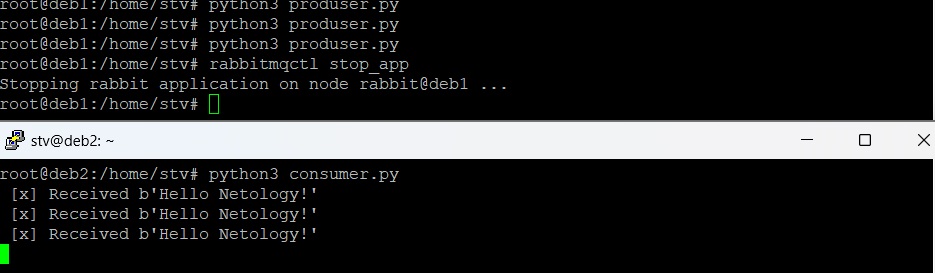 root@deb1:/home/stv# python3 produser.py
root@deb1:/home/stv# python3 produser.py
root@deb1:/home/stv# python3 produser.py
root@deb1:/home/stv# rabbitmqctl stop_app
Stopping rabbit application on node rabbit@deb1 ...
root@deb1:/home/stv#
stv@deb2: ~
root@deb2:/home/stv# python3 consumer.py
[x] Received b'Hello Netology!'
[x] Received b'Hello Netology!'
[x] Received b'Hello Netology!'